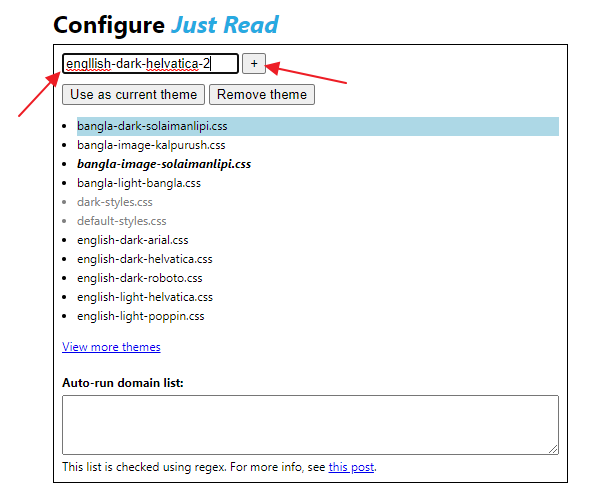 Configure Just Read
engllish-dark-helvatica-2
+
Use as current theme Remove theme
bangla-dark-solaimanlipi.css
bangla-image-kalpurush.css
bangla-image-solaimanlipi.css
bangla-light-bangla.css
dark-styles.css
default-styles.css
english-dark-arial.css
english-dark-helvatica.css
english-dark-roboto.css
english-light-helvatica.css
english-light-poppin.css
View more themes
Auto-run domain list:
This list is checked using regex. For more info, see this post.